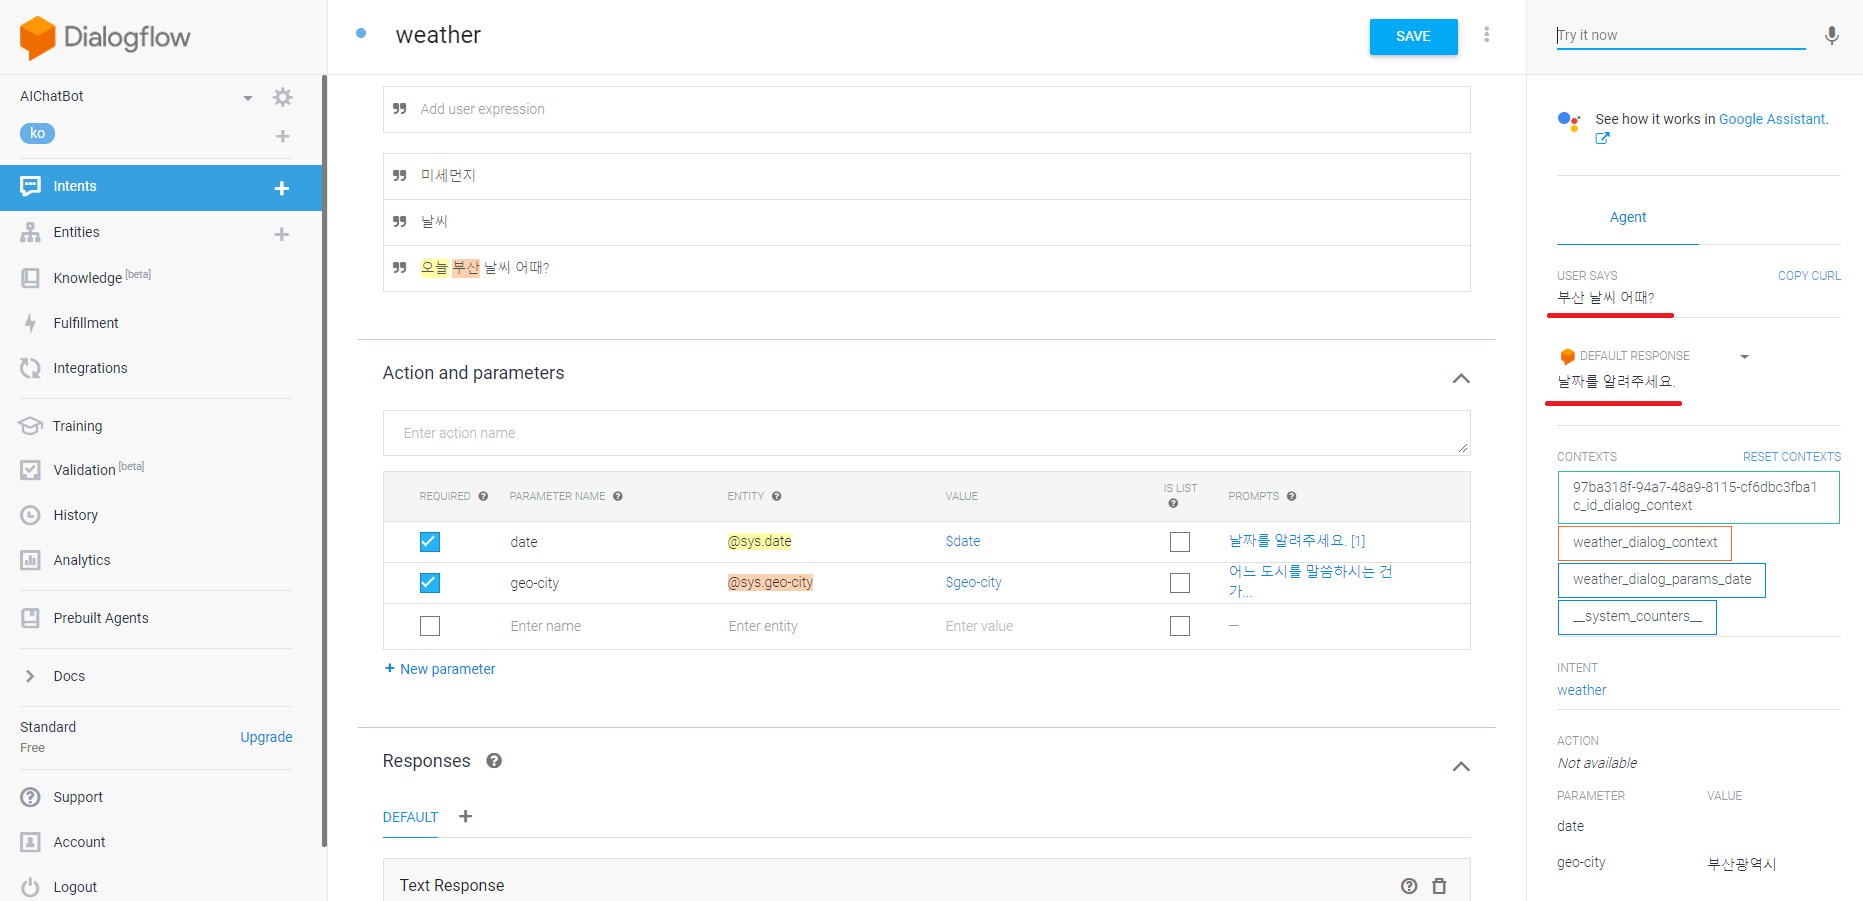 Dialogflow
AIChatBot
ko
Intents
Entities
Knowledge [beta]
Fulfillment
Integrations
Training
Validation [beta]
History
Analytics
Prebuilt Agents
Docs
Standard
Free
Upgrade
Support
Account
Logout
weather
SAVE
Add user expression
미세먼지
날씨
오늘 부산 날씨 어때?
Action and parameters
Enter action name
REQUIRED PARAMETER NAME ENTITY VALUE IS LIST PROMPTS
date @sys.date $date 날짜를 알려주세요. [1]
geo-city @sys.geo-city $geo-city 어느 도시를 말씀하시는 건가...
Enter name Enter entity Enter value –
+ New parameter
Responses
DEFAULT
Text Response
Try it now
See how it works in Google Assistant.
Agent
USER SAYS COPY CURL
부산 날씨 어때?
DEFAULT RESPONSE
날짜를 알려주세요.
CONTEXTS RESET CONTEXTS
97ba318f-94a7-48a9-8115-cf6dbc3fba1
c_id_dialog_context
weather_dialog_context
weather_dialog_params_date
__system_counters__
INTENT
weather
ACTION
Not available
PARAMETER VALUE
date
geo-city 부산광역시